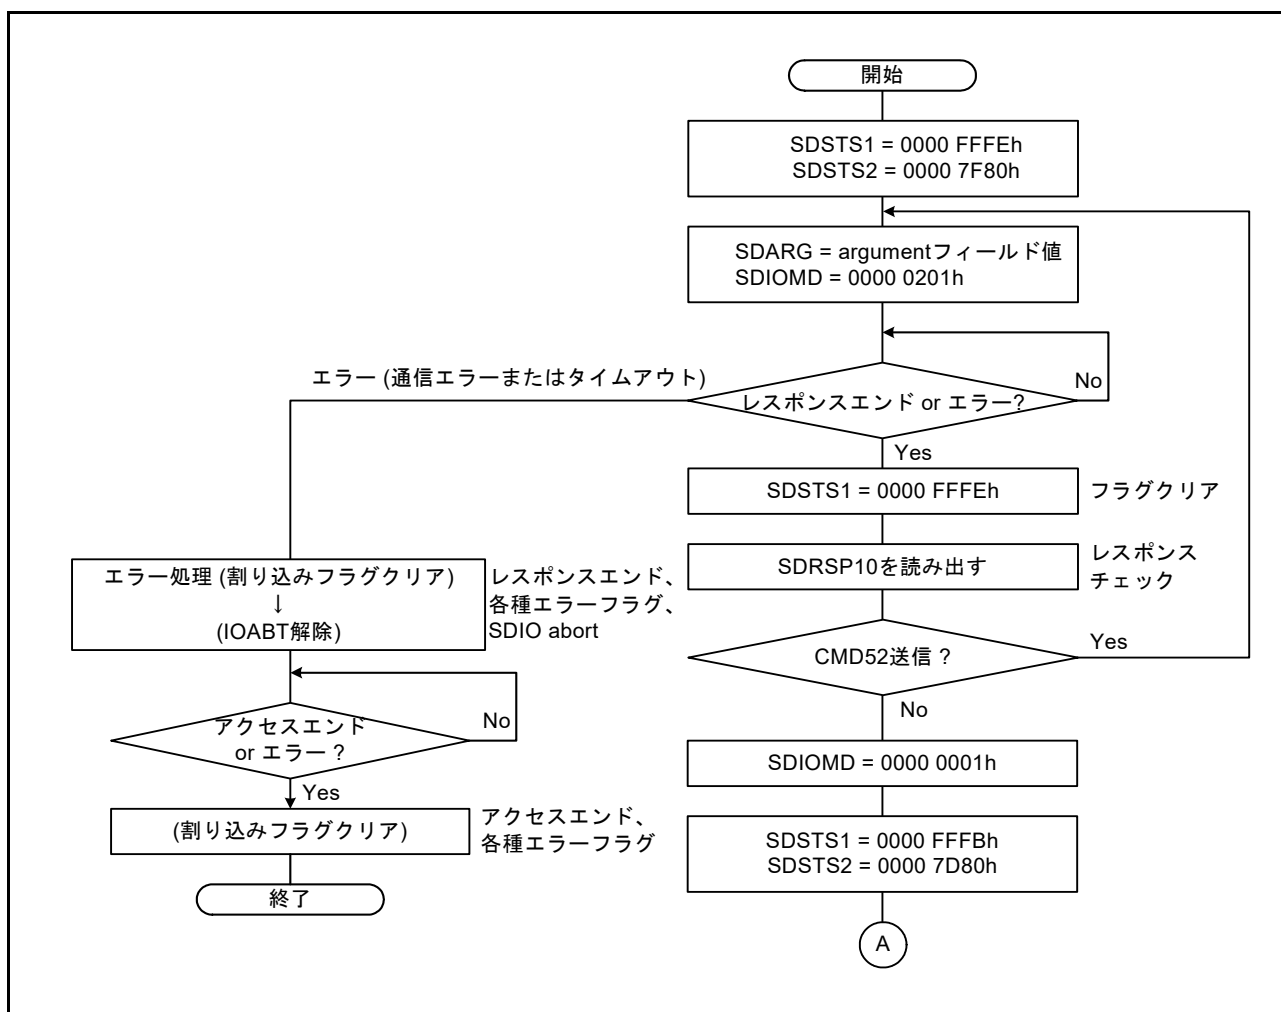 開始
SDSTS1 = 0000 FFFEh
SDSTS2 = 0000 7F80h
SDARG = argumentフィールド値
SDIOMD = 0000 0201h
エラー (通信エラーまたはタイムアウト)
No
レスポンスエンド or エラー?
Yes
SDSTS1 = 0000 FFFEh
フラグクリア
SDRSP10を読み出す
レスポンス
チェック
エラー処理 (割り込みフラグクリア)
↓
(IOABT解除)
レスポンスエンド、
各種エラーフラグ、
SDIO abort
CMD52送信 ?
Yes
No
アクセスエンド
or エラー ?
No
Yes
SDIOMD = 0000 0001h
(割り込みフラグクリア)
アクセスエンド、
各種エラーフラグ
SDSTS1 = 0000 FFFBh
SDSTS2 = 0000 7D80h
終了
A